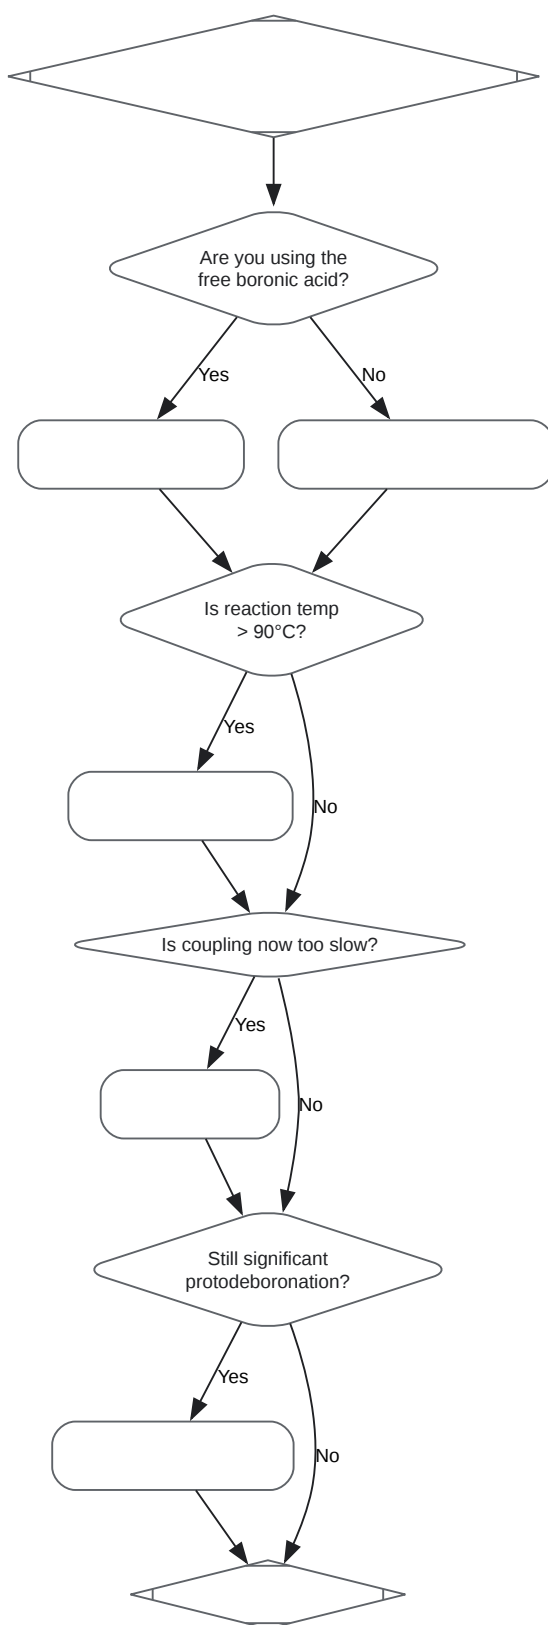 Are you using the
free boronic acid?
Yes
No
Is reaction temp
> 90°C?
Yes
No
Is coupling now too slow?
Yes
No
Still significant
protodeboronation?
Yes
No